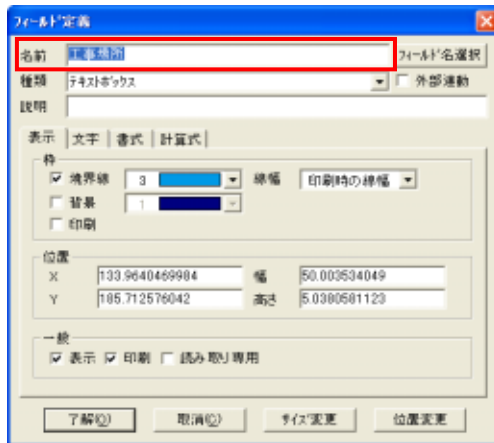 フィールド定義
名前 工事場所 フィールド名選択
種類 テキストボックス 外部連動
説明
表示 文字 書式 計算式
枠
境界線 3 線幅 印刷時の線幅
背景 1
印刷
位置
X 133.9640469984 幅 50.003534049
Y 185.712576042 高さ 5.0380581123
一般
表示 印刷 読み取り専用
了解(O) 取消(C) サイズ変更 位置変更